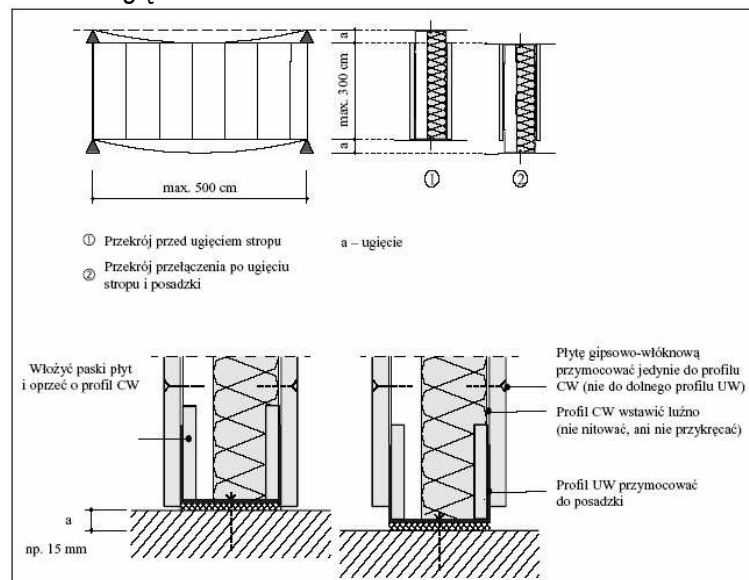 a
max. 300 cm
a
max. 500 cm
①
②
① Przekrój przed ugięciem stropu
a – ugięcie
② Przekrój przełączenia po ugięciu
stropu i posadzki
Włożyć paski płyt
i oprzeć o profil CW
Płytę gipsowo-włóknową
przymocować jedynie do profilu
CW (nie do dolnego profilu UW)
Profil CW wstawić luźno
(nie nitować, ani nie przykręcać)
Profil UW przymocować
do posadzki
a
np. 15 mm